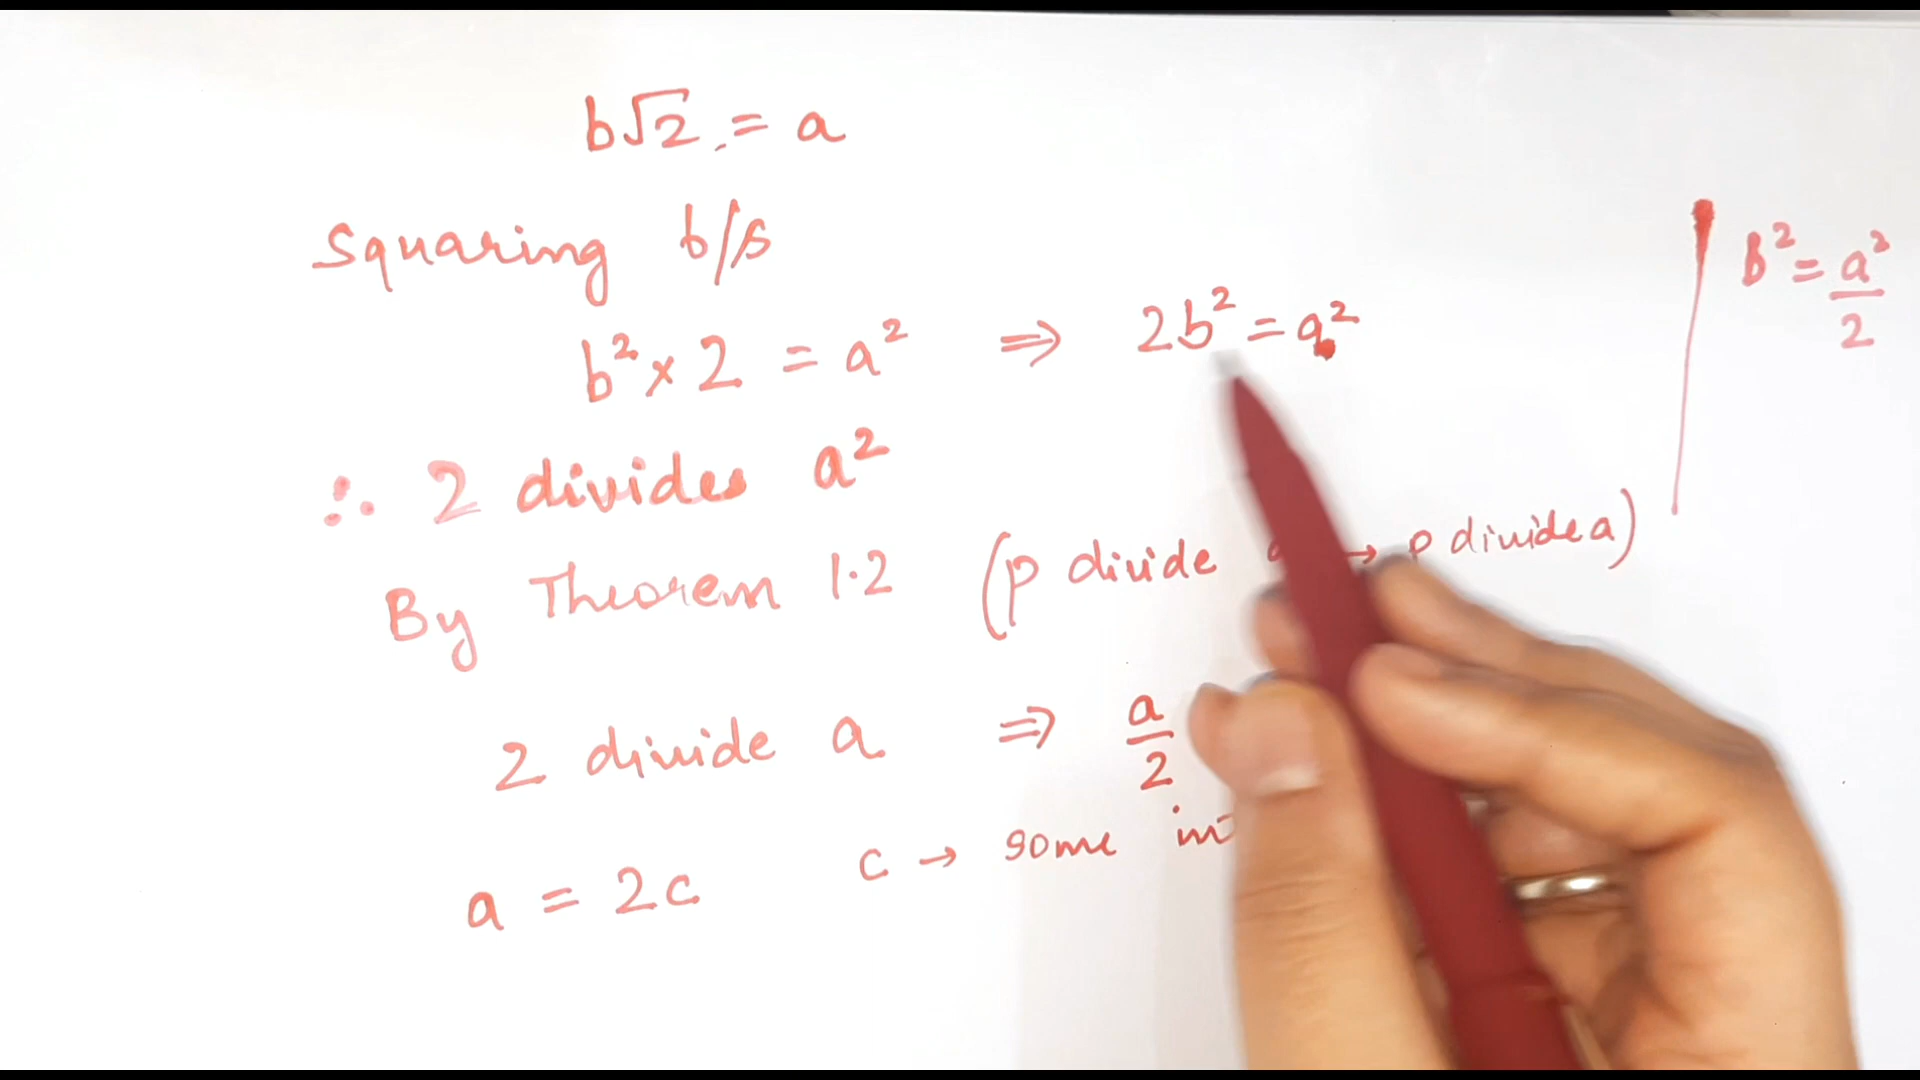 b√2 = a
Squaring b/s
b² × 2 = a² ⇒ 2b² = a²
b² = a²/2
∴ 2 divides a²
By Theorem 1.2 (p divide → p divide a)
2 divide a ⇒ a/2
a = 2c c → some